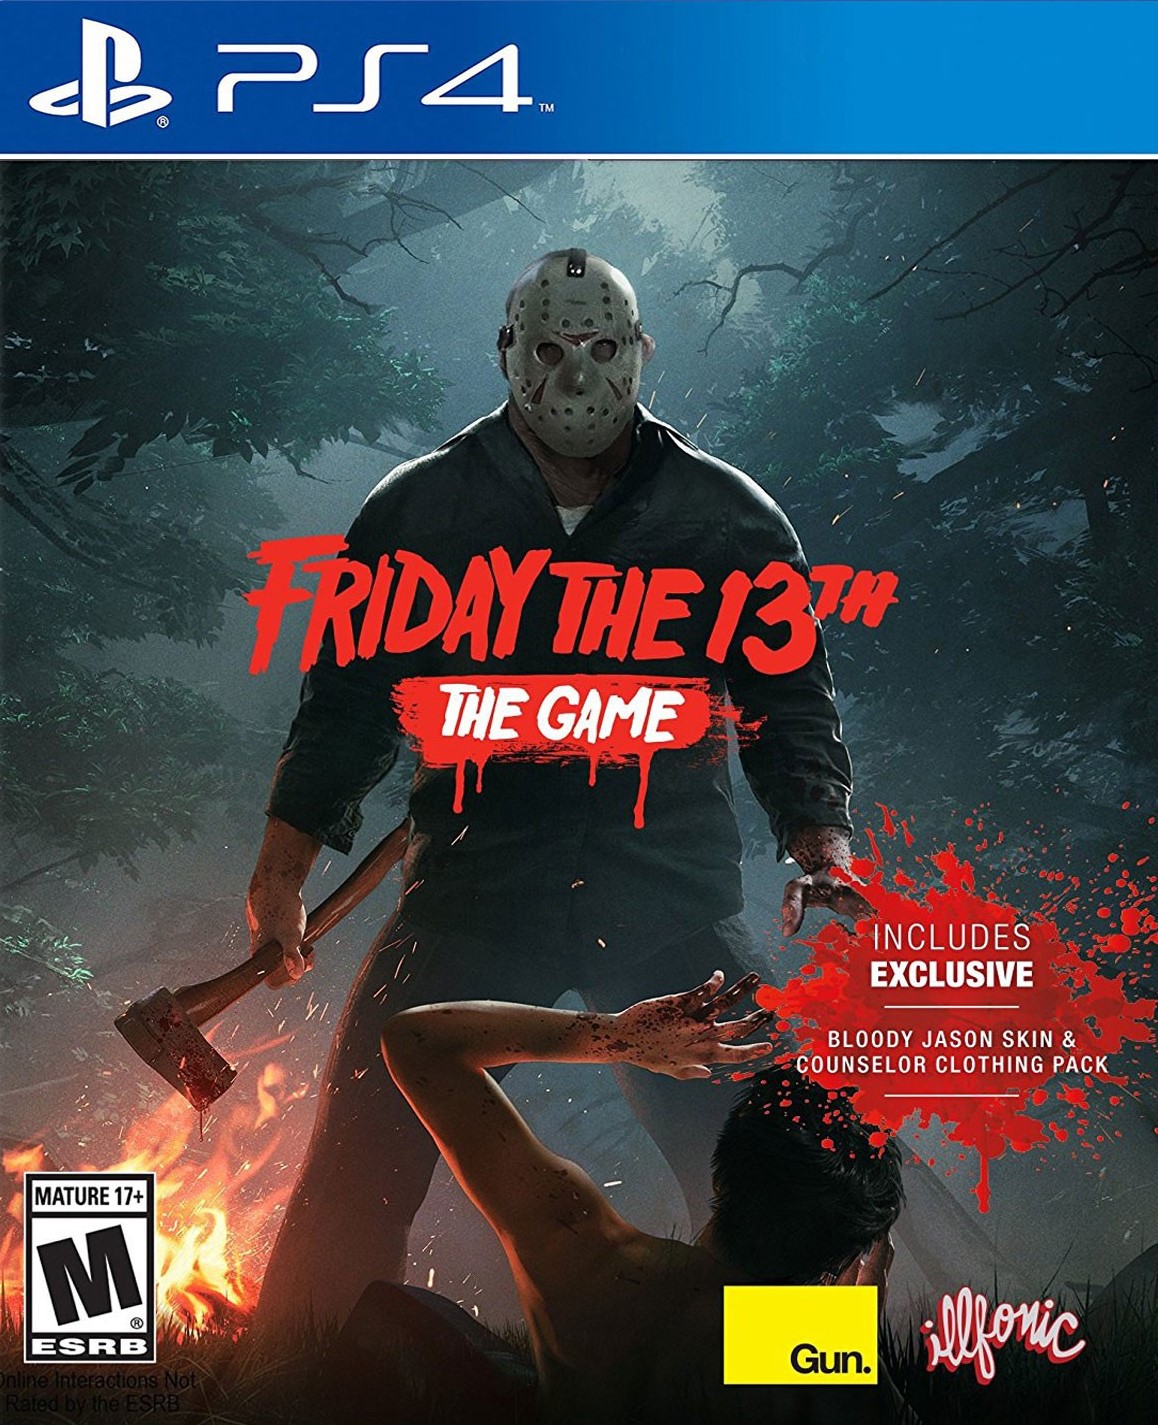 PS4™
FRIDAY THE 13TH
THE GAME
INCLUDES
EXCLUSIVE
BLOODY JASON SKIN &
COUNSELOR CLOTHING PACK
MATURE 17+
M
®
ESRB
Online Interactions Not
Rated by the ESRB
Gun.
illfonic